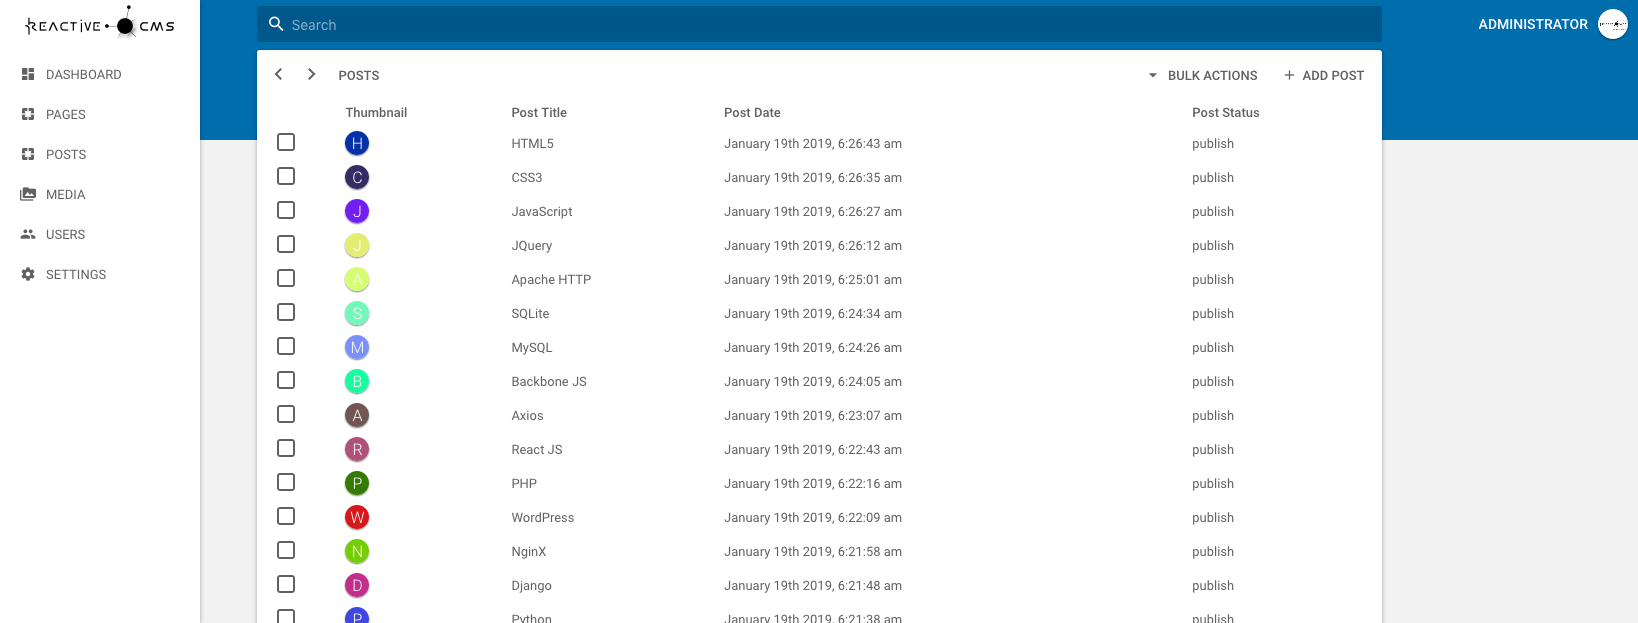 REACTIVE CMS
Search
ADMINISTRATOR
DASHBOARD
PAGES
POSTS
MEDIA
USERS
SETTINGS
POSTS
BULK ACTIONS
ADD POST
Thumbnail Post Title Post Date Post Status
H HTML5 January 19th 2019, 6:26:43 am publish
C CSS3 January 19th 2019, 6:26:35 am publish
J JavaScript January 19th 2019, 6:26:27 am publish
J JQuery January 19th 2019, 6:26:12 am publish
A Apache HTTP January 19th 2019, 6:25:01 am publish
S SQLite January 19th 2019, 6:24:34 am publish
M MySQL January 19th 2019, 6:24:26 am publish
B Backbone JS January 19th 2019, 6:24:05 am publish
A Axios January 19th 2019, 6:23:07 am publish
R React JS January 19th 2019, 6:22:43 am publish
P PHP January 19th 2019, 6:22:16 am publish
W WordPress January 19th 2019, 6:22:09 am publish
N NginX January 19th 2019, 6:21:58 am publish
D Django January 19th 2019, 6:21:48 am publish
P Python January 19th 2019, 6:21:38 am publish